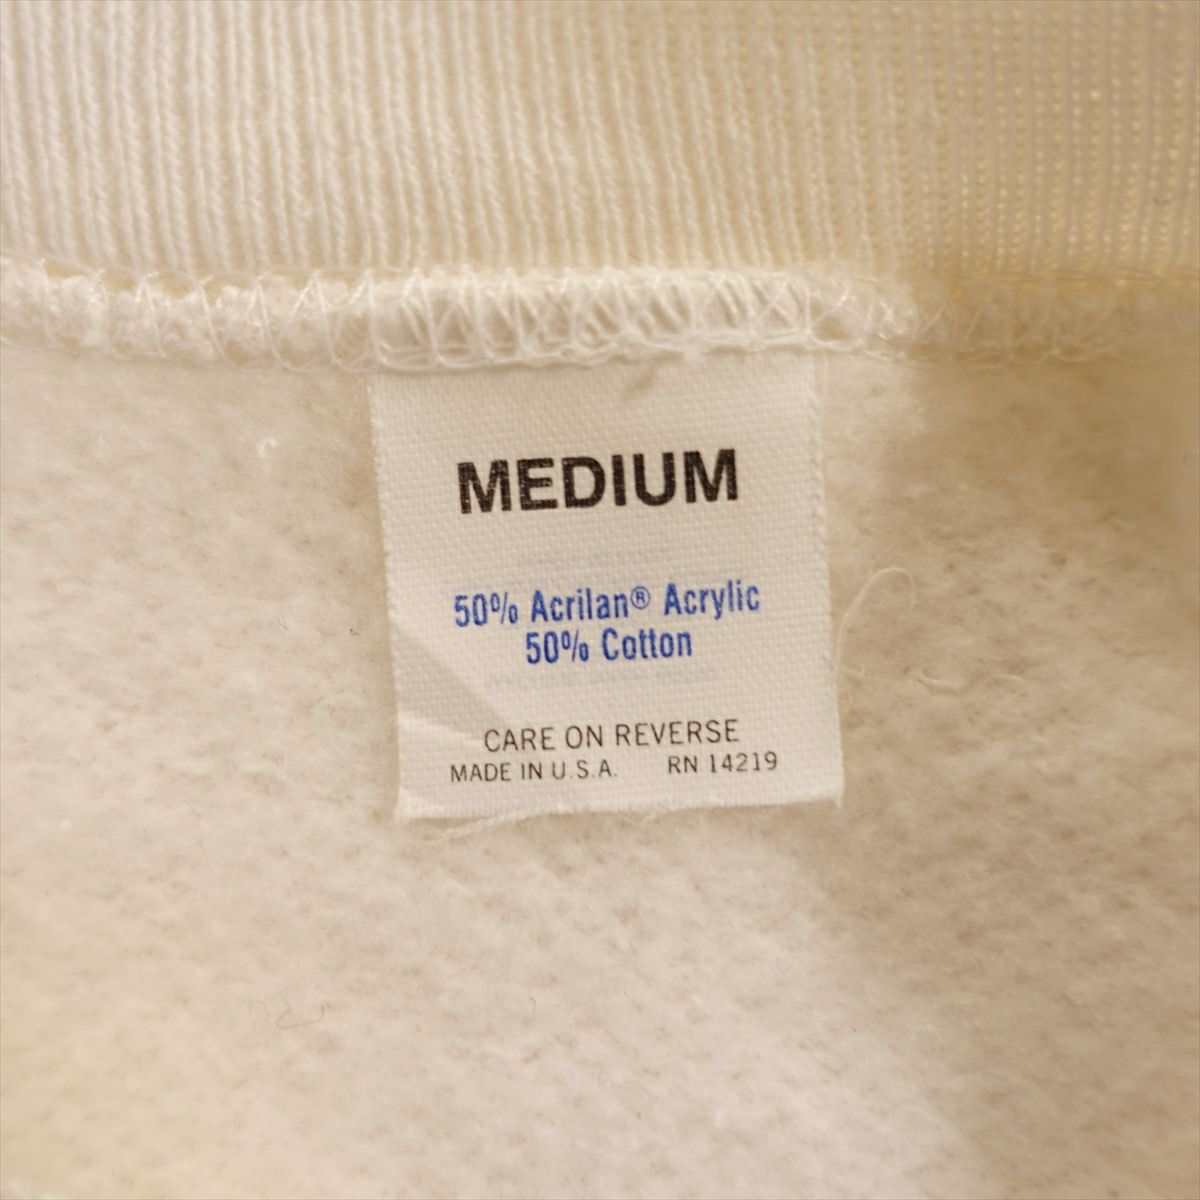 MEDIUM
50% Acrilan® Acrylic
50% Cotton
CARE ON REVERSE
MADE IN U.S.A. RN 14219